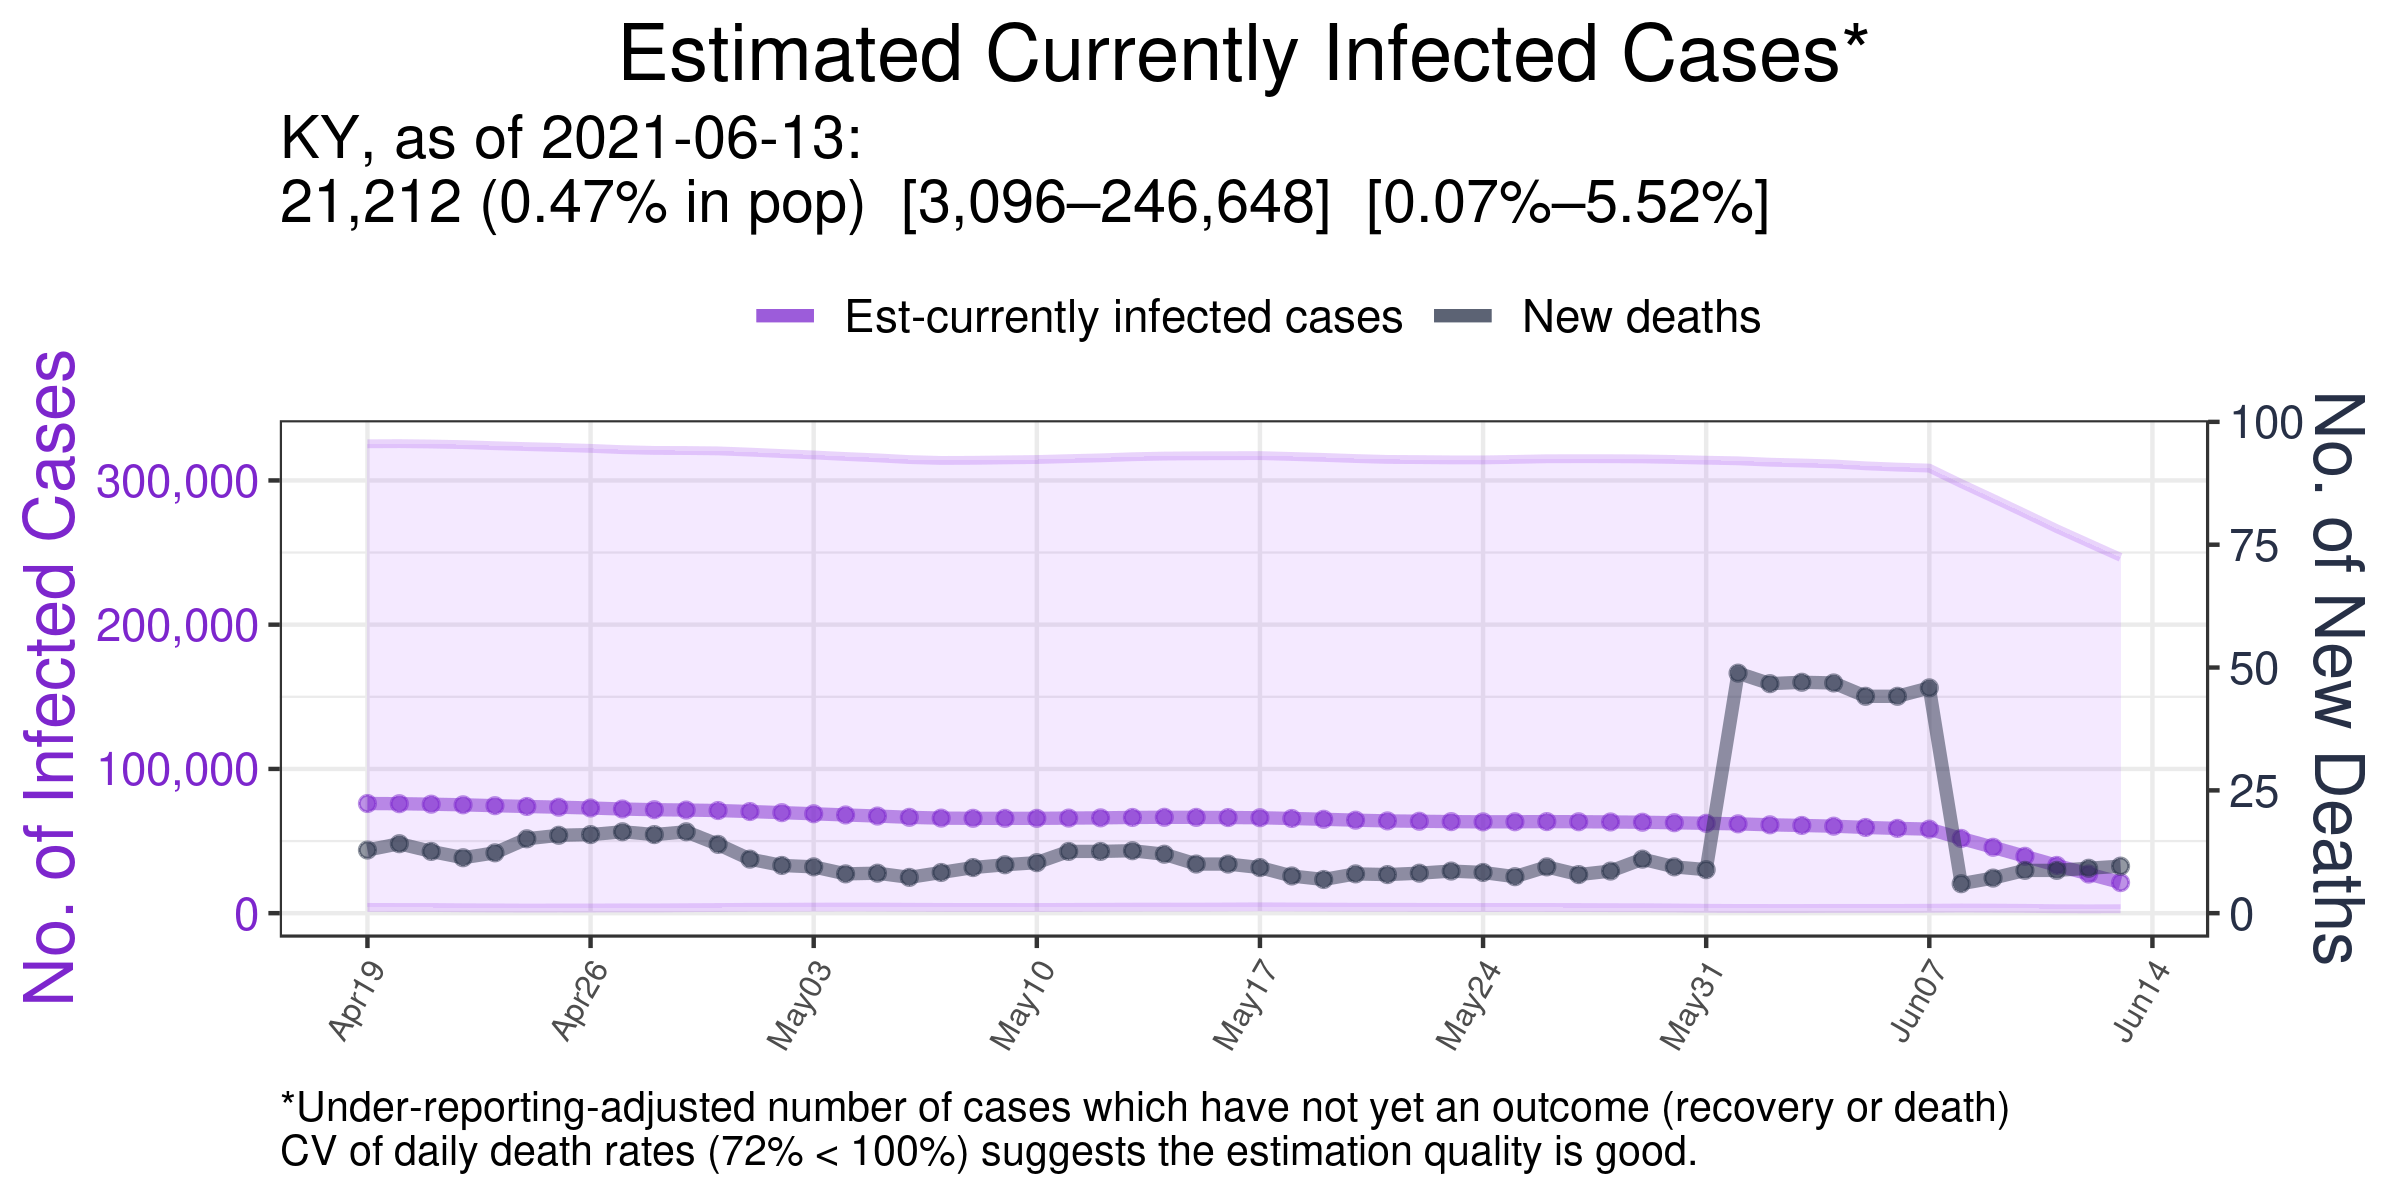 Estimated Currently Infected Cases*
KY, as of 2021-06-13:
21,212 (0.47% in pop)  [3,096–246,648]  [0.07%–5.52%]
Est-currently infected cases
New deaths
No. of Infected Cases
300,000
200,000
100,000
0
100
75
50
25
0
No. of New Deaths
Apr19
Apr26
May03
May10
May17
May24
May31
Jun07
Jun14
*Under-reporting-adjusted number of cases which have not yet an outcome (recovery or death)
CV of daily death rates (72% < 100%) suggests the estimation quality is good.